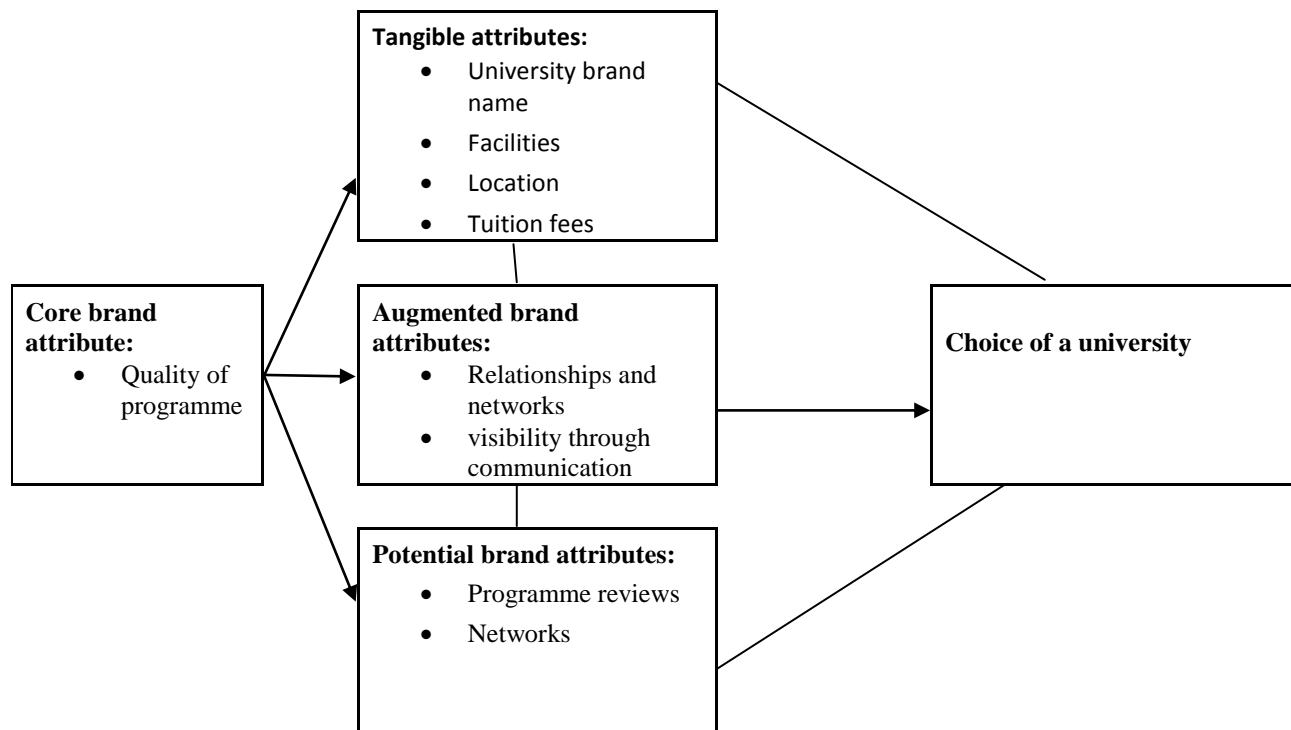 Tangible attributes:
• University brand
name
• Facilities
• Location
• Tuition fees
Core brand
attribute:
• Quality of
programme
Augmented brand
attributes:
• Relationships and
networks
• visibility through
communication
Choice of a university
Potential brand attributes:
• Programme reviews
• Networks